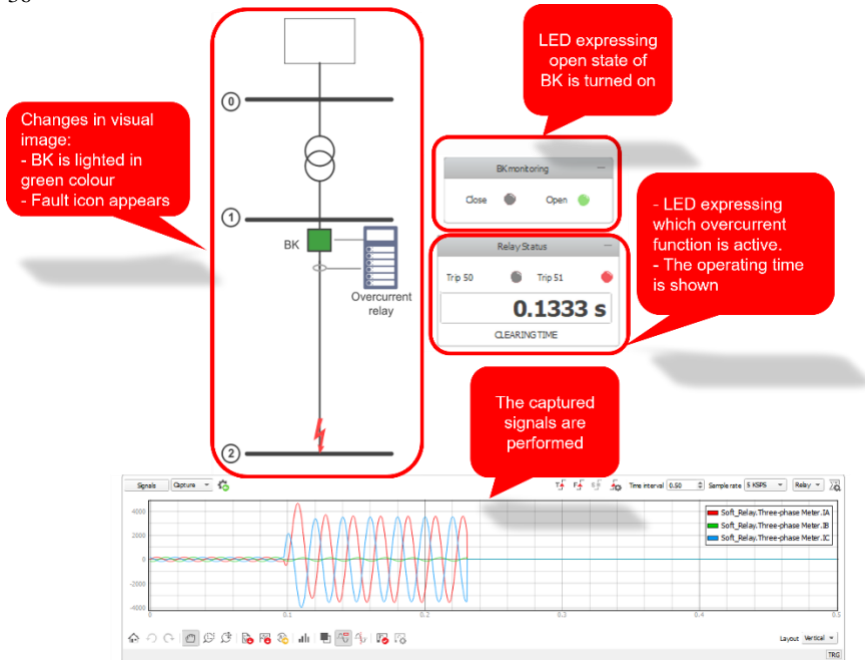 LED expressing
open state of
BK is turned on
Changes in visual
image:
- BK is lighted in
green colour
- Fault icon appears
0
1
BK
Overcurrent
relay
2
BK monitoring
Close
Open
Relay Status
Trip 50
Trip 51
0.1333 s
CLEARING TIME
- LED expressing
which overcurrent
function is active.
- The operating time
is shown
The captured
signals are
performed
Signals
Capture
Time interval 0.50
Sample rate 5 KSPS
Relay
4000
2000
0
-2000
-4000
0
0.1
0.2
0.3
0.4
0.5
Soft_Relay.Three-phase Meter.IA
Soft_Relay.Three-phase Meter.IB
Soft_Relay.Three-phase Meter.IC
Layout Vertical
TRG